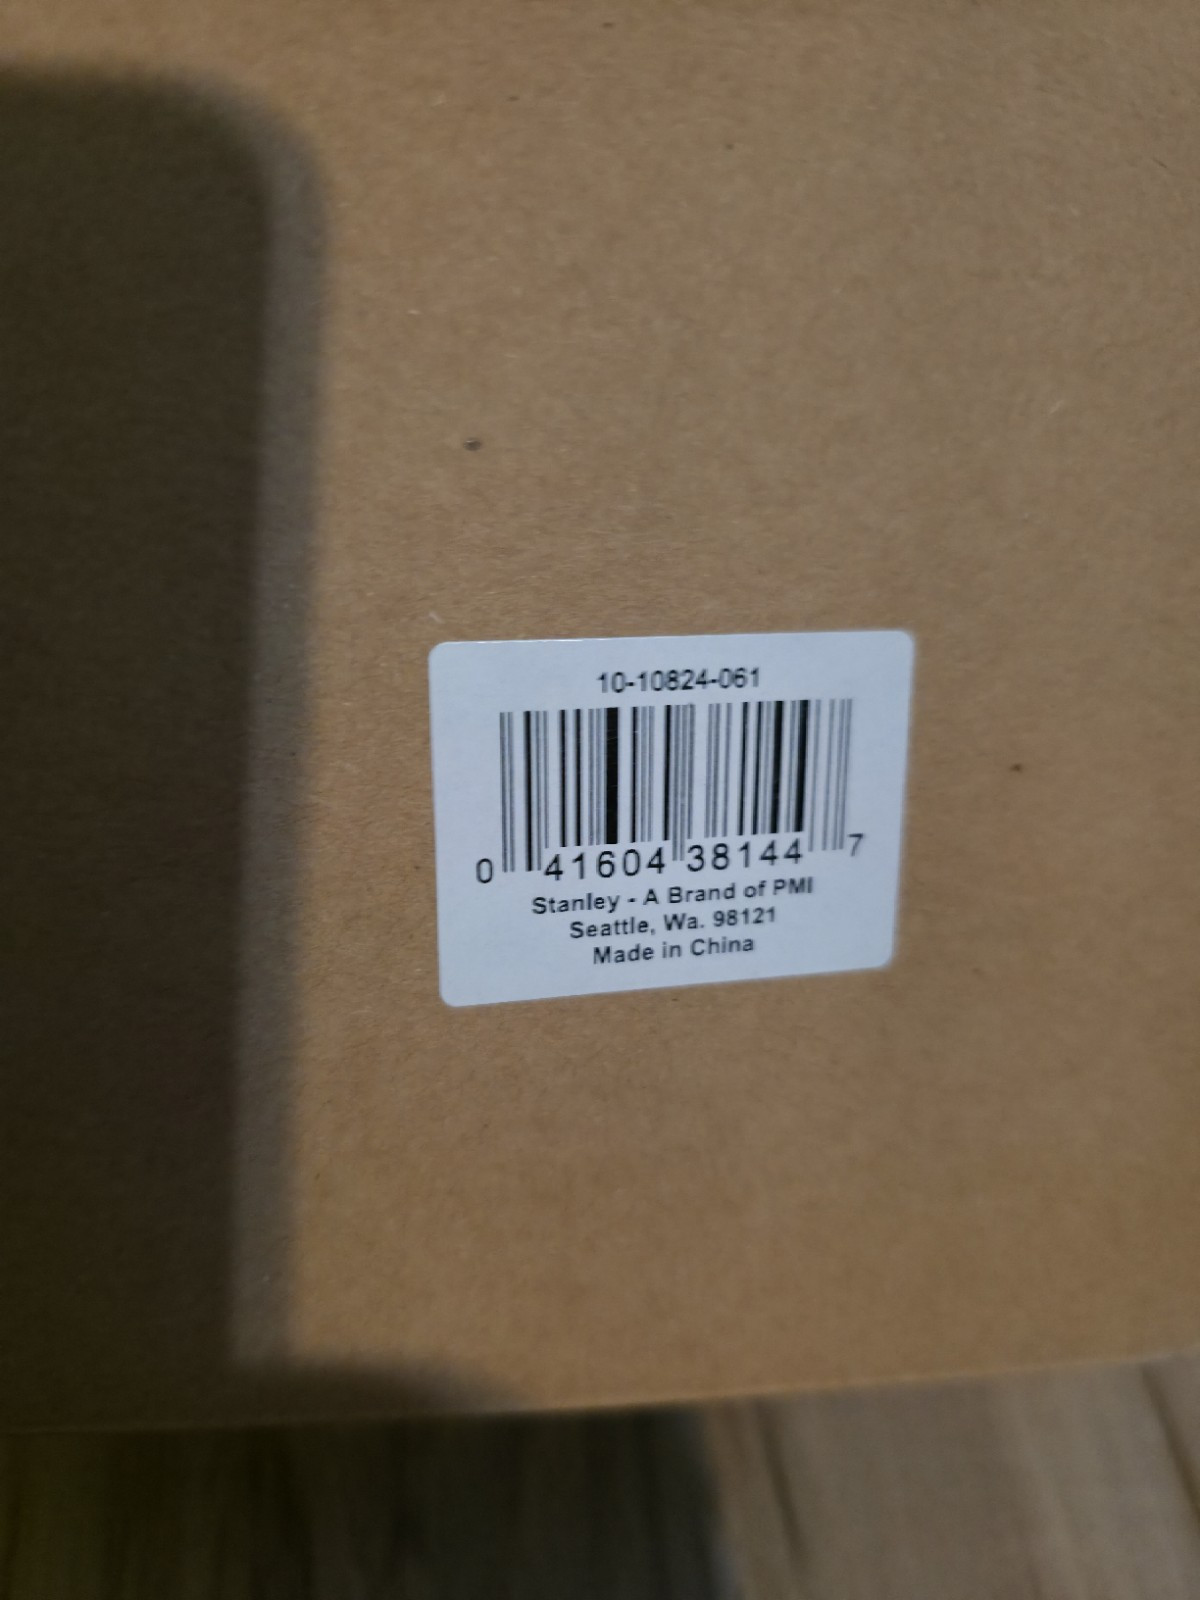 10-10824-061
0 41604 38144 7
Stanley - A Brand of PMI
Seattle, Wa. 98121
Made in China